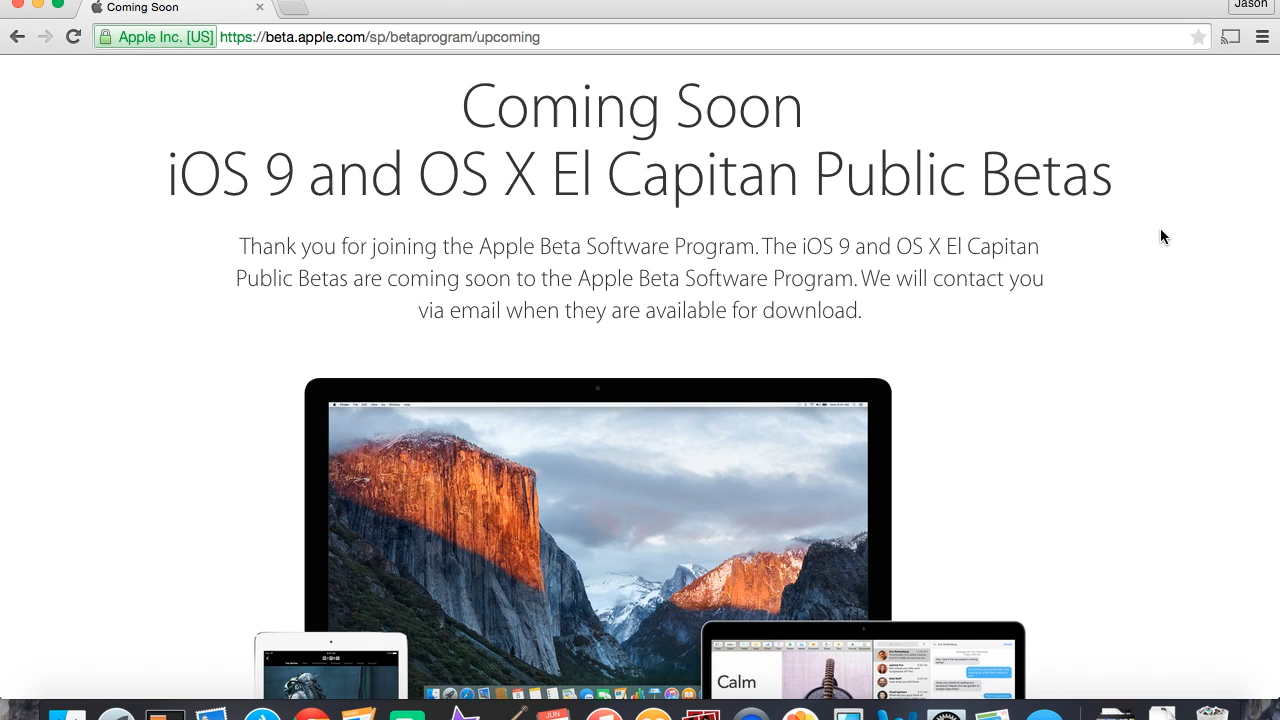 Coming Soon
Jason
Apple Inc. [US] https://beta.apple.com/sp/betaprogram/upcoming
Coming Soon
iOS 9 and OS X El Capitan Public Betas
Thank you for joining the Apple Beta Software Program. The iOS 9 and OS X El Capitan
Public Betas are coming soon to the Apple Beta Software Program. We will contact you
via email when they are available for download.
Calm
JUN